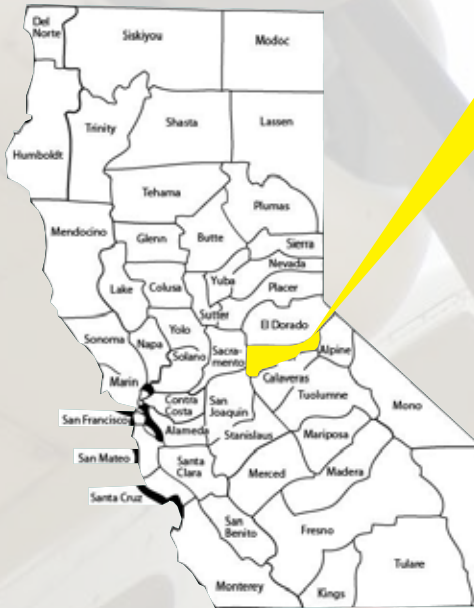 Del
Norte
Siskiyou
Modoc
Trinity
Shasta
Lassen
Humboldt
Tehama
Plumas
Mendocino
Glenn
Butte
Sierra
Nevada
Lake
Colusa
Yuba
Placer
Sutter
El Dorado
Sonoma
Napa
Yolo
Solano
Sacra-
mento
Alpine
Marin
Calaveras
Contra
Costa
San
Joaquin
Tuolumne
Mono
San Francisco
Alameda
Stanislaus
Mariposa
San Mateo
Santa
Clara
Merced
Madera
Santa Cruz
San
Benito
Fresno
Tulare
Monterey
Kings